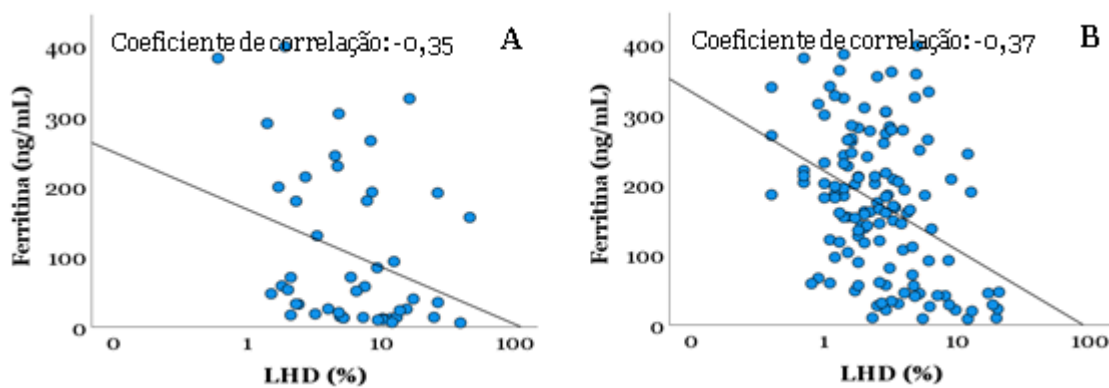 Coeficiente de correlação: -0,35 A
400
300
200
100
0
Ferritina (ng/mL)
0 1 10 100
LHD (%)
Coeficiente de correlação: -0,37 B
400
300
200
100
0
Ferritina (ng/mL)
0 1 10 100
LHD (%)